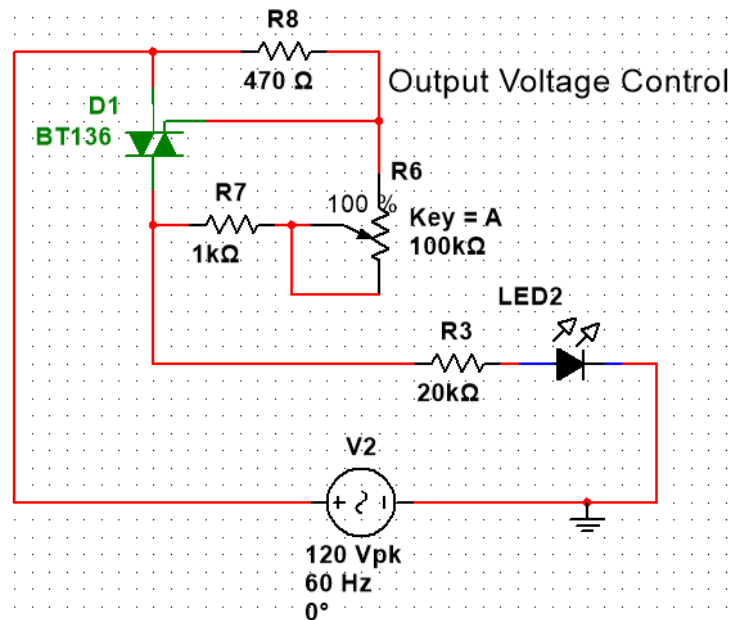 R8
470 Ω
Output Voltage Control
D1
BT136
R6
R7
100 %
Key = A
1kΩ
100kΩ
LED2
R3
20kΩ
V2
120 Vpk
60 Hz
0°